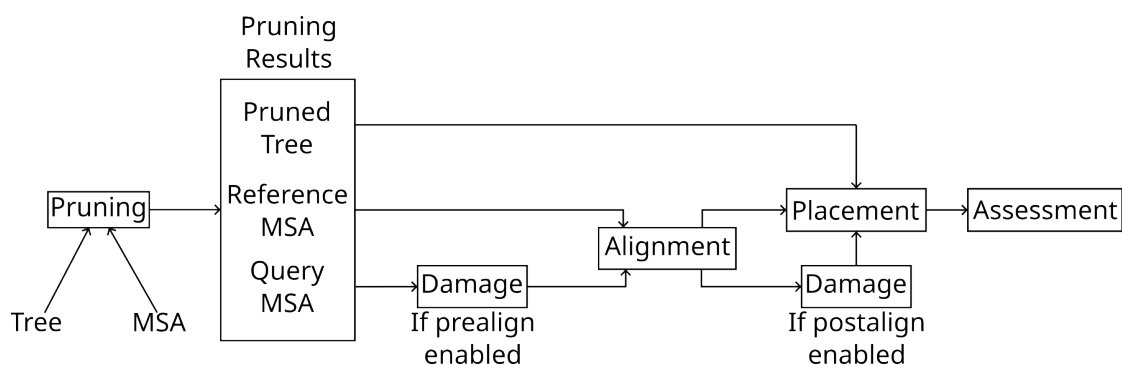 Pruning
Results
Pruned
Tree
Reference
MSA
Query
MSA
Pruning
Tree
MSA
Damage
If prealign
enabled
Alignment
Placement
Damage
If postalign
enabled
Assessment